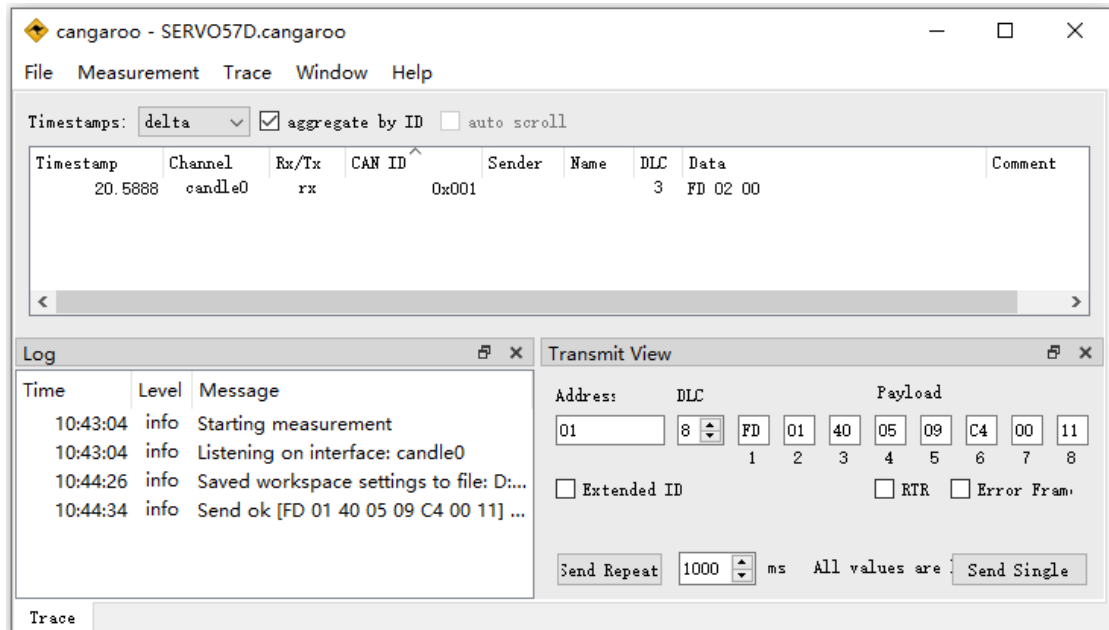 cangaroo - SERVO57D.cangaroo
File Measurement Trace Window Help
Timestamps: delta aggregate by ID auto scroll
Timestamp Channel Rx/Tx CAN ID Sender Name DLC Data Comment
20.5888 candle0 rx 0x001 3 FD 02 00
Log
Time Level Message
10:43:04 info Starting measurement
10:43:04 info Listening on interface: candle0
10:44:26 info Saved workspace settings to file: D:...
10:44:34 info Send ok [FD 01 40 05 09 C4 00 11] ...
Transmit View
Address DLC Payload
01 8 FD 01 40 05 09 C4 00 11
1 2 3 4 5 6 7 8
Extended ID RTR Error Fram
Send Repeat 1000 ms All values are Send Single
Trace